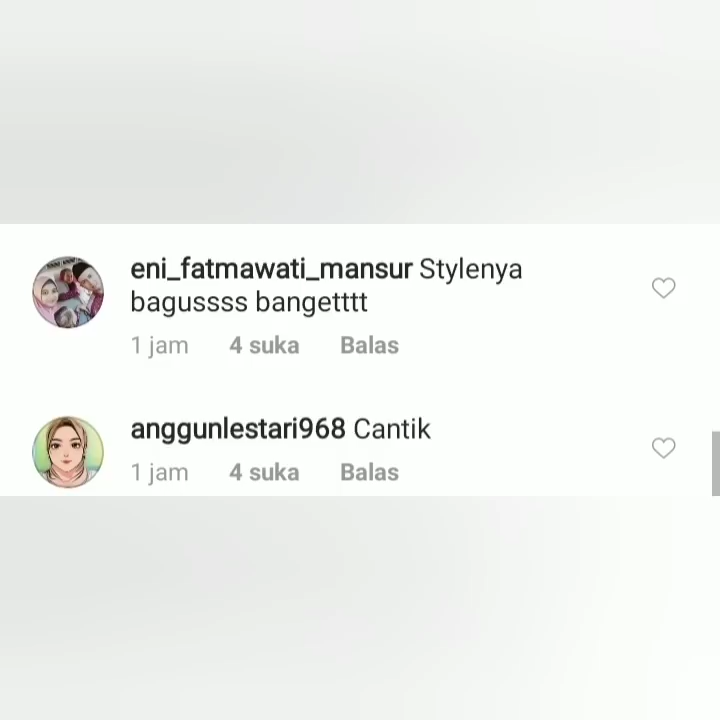 eni_fatmawati_mansur Stylenya
bagussss bangetttt
1 jam 4 suka Balas
anggunlestari968 Cantik
1 jam 4 suka Balas